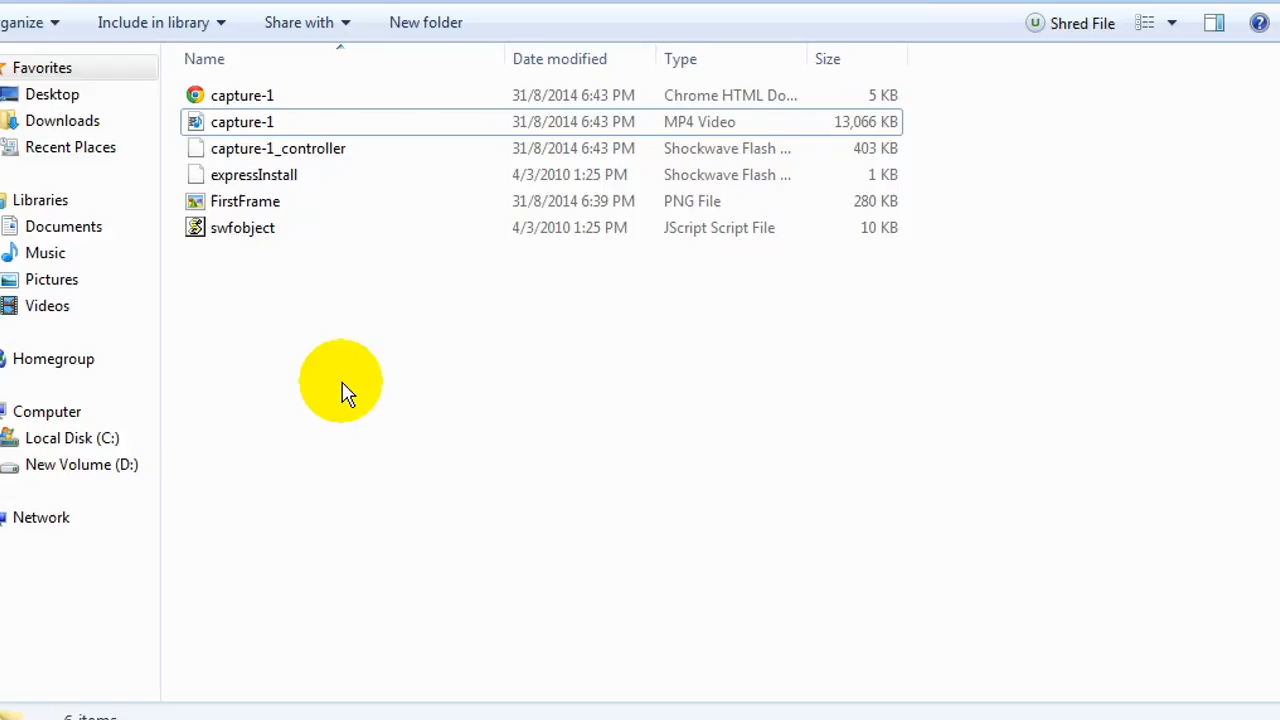 ganize Include in library Share with New folder Shred File
Name Date modified Type Size
Favorites
Desktop
Downloads
Recent Places
Libraries
Documents
Music
Pictures
Videos
Homegroup
Computer
Local Disk (C:)
New Volume (D:)
Network
capture-1 31/8/2014 6:43 PM Chrome HTML Do... 5 KB
capture-1 31/8/2014 6:43 PM MP4 Video 13,066 KB
capture-1_controller 31/8/2014 6:43 PM Shockwave Flash ... 403 KB
expressInstall 4/3/2010 1:25 PM Shockwave Flash ... 1 KB
FirstFrame 31/8/2014 6:39 PM PNG File 280 KB
swfobject 4/3/2010 1:25 PM JScript Script File 10 KB
6 items